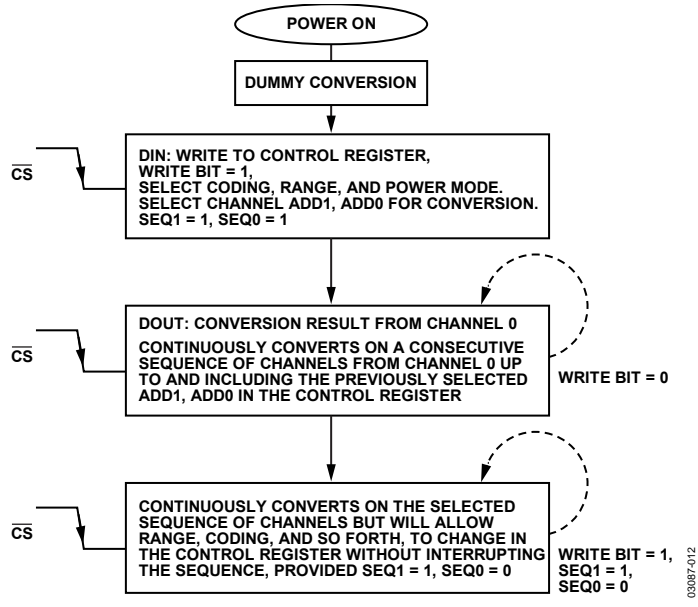 POWER ON
DUMMY CONVERSION
CS
DIN: WRITE TO CONTROL REGISTER,
WRITE BIT = 1,
SELECT CODING, RANGE, AND POWER MODE.
SELECT CHANNEL ADD1, ADD0 FOR CONVERSION.
SEQ1 = 1, SEQ0 = 1
CS
DOUT: CONVERSION RESULT FROM CHANNEL 0
CONTINUOUSLY CONVERTS ON A CONSECUTIVE
SEQUENCE OF CHANNELS FROM CHANNEL 0 UP
TO AND INCLUDING THE PREVIOUSLY SELECTED
ADD1, ADD0 IN THE CONTROL REGISTER
WRITE BIT = 0
CS
CONTINUOUSLY CONVERTS ON THE SELECTED
SEQUENCE OF CHANNELS BUT WILL ALLOW
RANGE, CODING, AND SO FORTH, TO CHANGE IN
THE CONTROL REGISTER WITHOUT INTERRUPTING
THE SEQUENCE, PROVIDED SEQ1 = 1, SEQ0 = 0
WRITE BIT = 1,
SEQ1 = 1,
SEQ0 = 0
03087-012